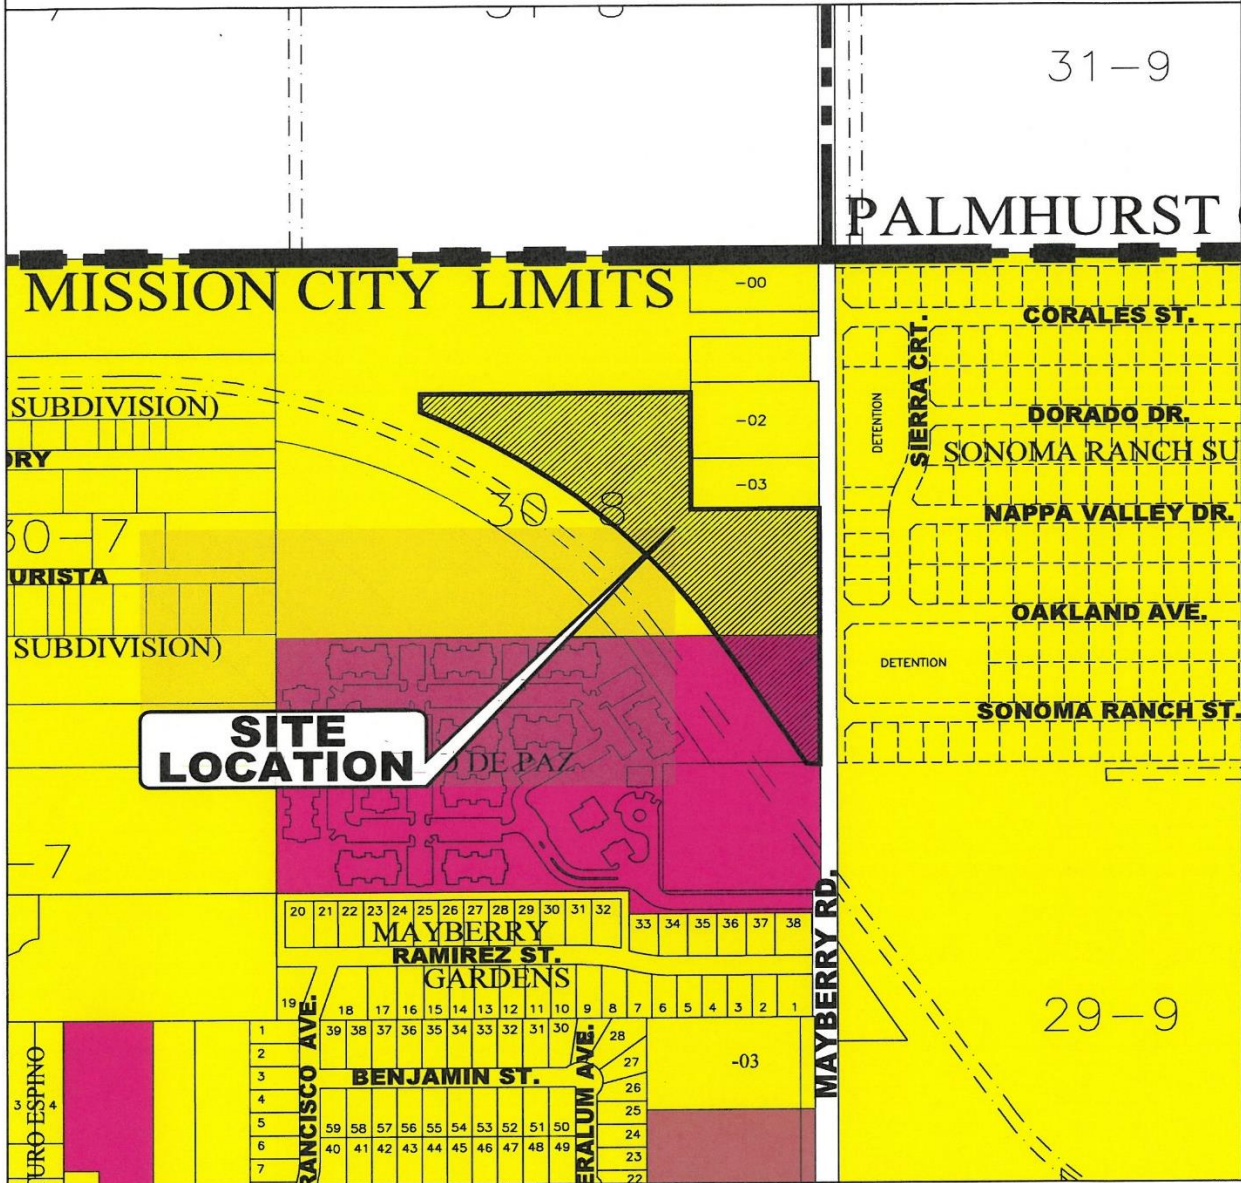 31-9
PALMHURST
MISSION CITY LIMITS
-00
CORALES ST.
SIERRA CRT.
SUBDIVISION)
DETENTION
-02
DORADO DR.
SONOMA RANCH SU
-03
30-8
NAPPA VALLEY DR.
30-7
URISTA
OAKLAND AVE.
SUBDIVISION)
DETENTION
SITE
LOCATION
DE PAZ
SONOMA RANCH ST.
-7
MAYBERRY RD.
20 21 22 23 24 25 26 27 28 29 30 31 32
33 34 35 36 37 38
MAYBERRY
RAMIREZ ST.
GARDENS
19 18 17 16 15 14 13 12 11 10 9 8 7 6 5 4 3 2 1
29-9
39 38 37 36 35 34 33 32 31 30
28
27
26
25
24
23
22
-03
1
2
3
4
5
6
7
RANCISCO AVE.
BENJAMIN ST.
ERALUM AVE.
3 4
URO ESPINO
59 58 57 56 55 54 53 52 51 50
40 41 42 43 44 45 46 47 48 49